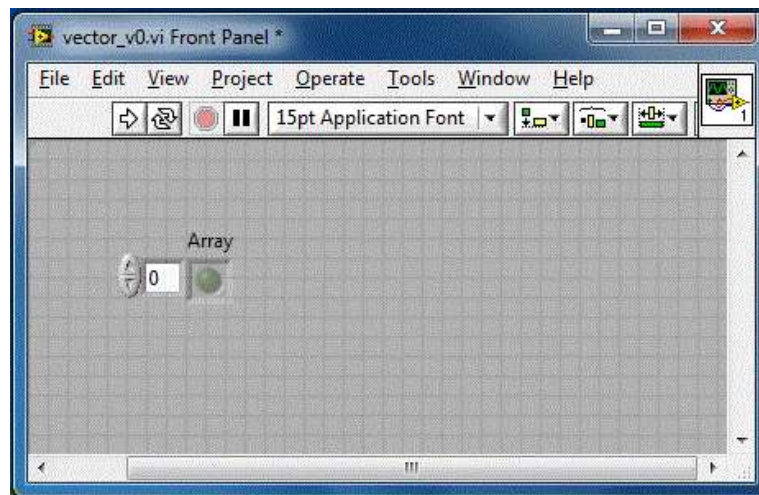 vector_v0.vi Front Panel *
File Edit View Project Operate Tools Window Help
15pt Application Font
1
Array
0